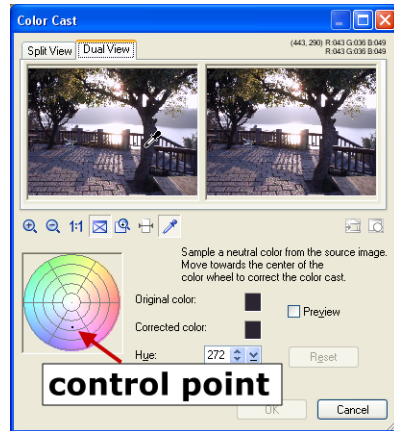 Color Cast
Split View Dual View
(443, 290) R:043 G:036 B:049
R:043 G:036 B:049
1:1
Sample a neutral color from the source image.
Move towards the center of the
color wheel to correct the color cast.
Original color:
Preview
Corrected color:
Hue: 272 Reset
control point
OK Cancel